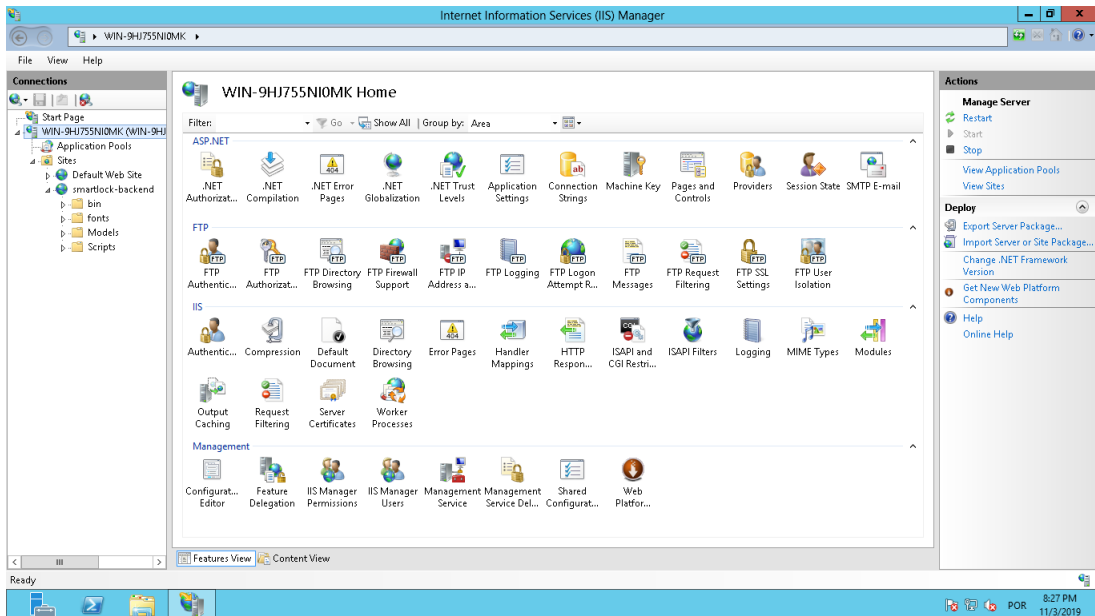 Internet Information Services (IIS) Manager
WIN-9HJ755NI0MK
File View Help
Connections
Start Page
WIN-9HJ755NI0MK (WIN-9HJ
Application Pools
Sites
Default Web Site
smartlock-backend
bin
fonts
Models
Scripts
WIN-9HJ755NI0MK Home
Filter: Go Show All Group by: Area
ASP.NET
.NET Authorizat...
.NET Compilation
.NET Error Pages
.NET Globalization
.NET Trust Levels
Application Settings
Connection Strings
Machine Key
Pages and Controls
Providers
Session State
SMTP E-mail
FTP
FTP Authentic...
FTP Authorizat...
FTP Directory Browsing
FTP Firewall Support
FTP IP Address a...
FTP Logging
FTP Logon Attempt R...
FTP Messages
FTP Request Filtering
FTP SSL Settings
FTP User Isolation
IIS
Authentic...
Compression
Default Document
Directory Browsing
Error Pages
Handler Mappings
HTTP Respon...
ISAPI and CGI Restri...
ISAPI Filters
Logging
MIME Types
Modules
Output Caching
Request Filtering
Server Certificates
Worker Processes
Management
Configurat... Editor
Feature Delegation
IIS Manager Permissions
IIS Manager Users
Management Service
Management Service Del...
Shared Configurat...
Web Platfor...
Features View
Content View
Actions
Manage Server
Restart
Start
Stop
View Application Pools
View Sites
Deploy
Export Server Package...
Import Server or Site Package...
Change .NET Framework
Version
Get New Web Platform
Components
Help
Online Help
Ready
POR
8:27 PM
11/3/2019